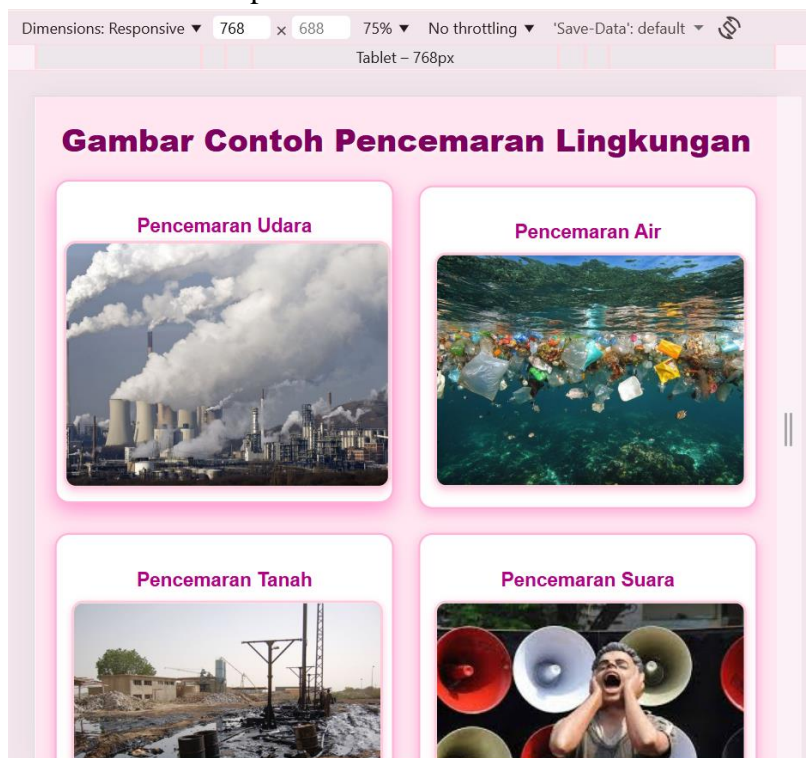 Dimensions: Responsive ▼ 768 × 688 75% ▼ No throttling ▼ 'Save-Data': default ▼
Tablet – 768px
Gambar Contoh Pencemaran Lingkungan
Pencemaran Udara
Pencemaran Air
Pencemaran Tanah
Pencemaran Suara